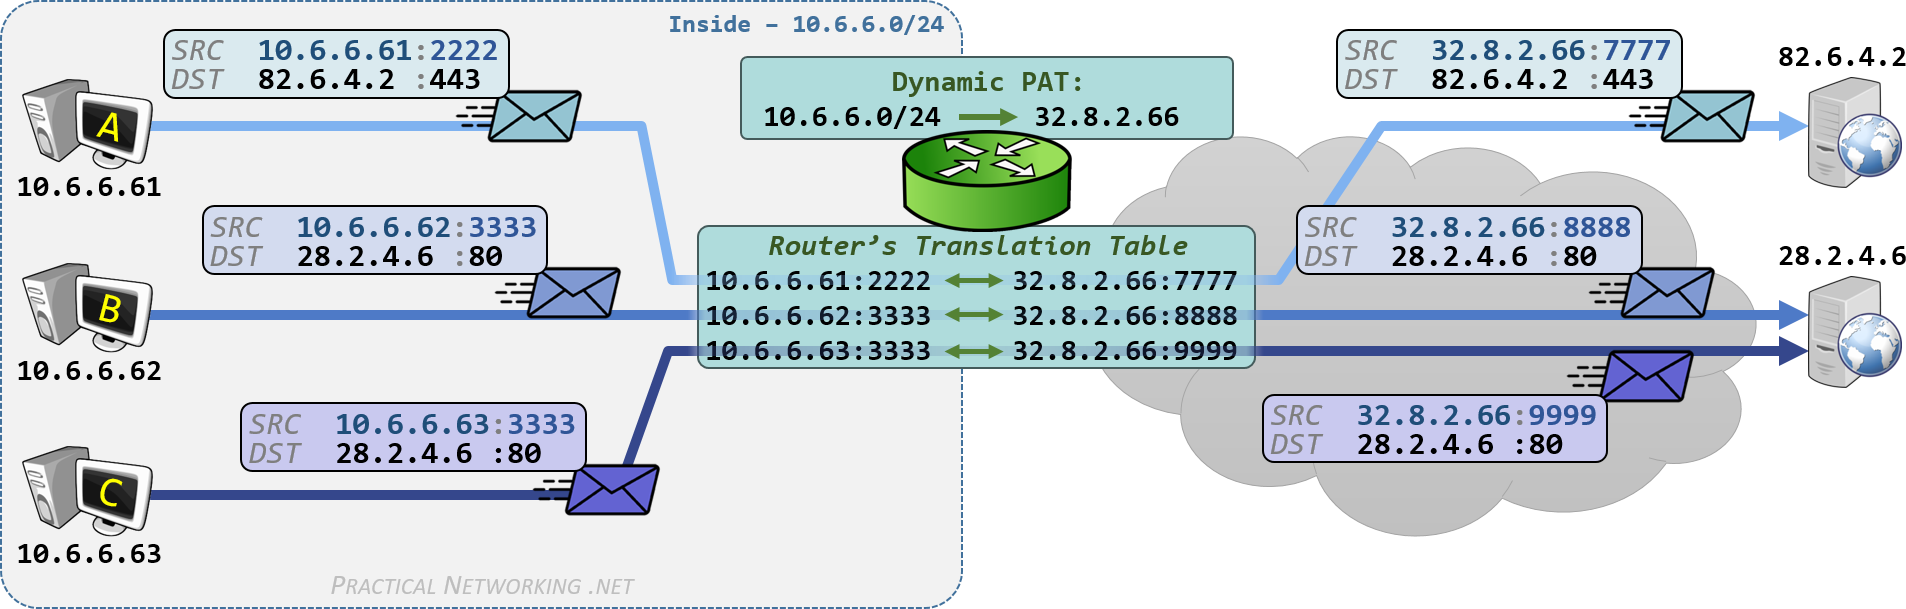 Inside – 10.6.6.0/24
SRC 10.6.6.61:2222
DST 82.6.4.2 :443
A
10.6.6.61
SRC 10.6.6.62:3333
DST 28.2.4.6 :80
B
10.6.6.62
SRC 10.6.6.63:3333
DST 28.2.4.6 :80
C
10.6.6.63
PRACTICAL NETWORKING .NET
Dynamic PAT:
10.6.6.0/24 32.8.2.66
Router’s Translation Table
10.6.6.61:2222 32.8.2.66:7777
10.6.6.62:3333 32.8.2.66:8888
10.6.6.63:3333 32.8.2.66:9999
SRC 32.8.2.66:7777
DST 82.6.4.2 :443
82.6.4.2
SRC 32.8.2.66:8888
DST 28.2.4.6 :80
28.2.4.6
SRC 32.8.2.66:9999
DST 28.2.4.6 :80